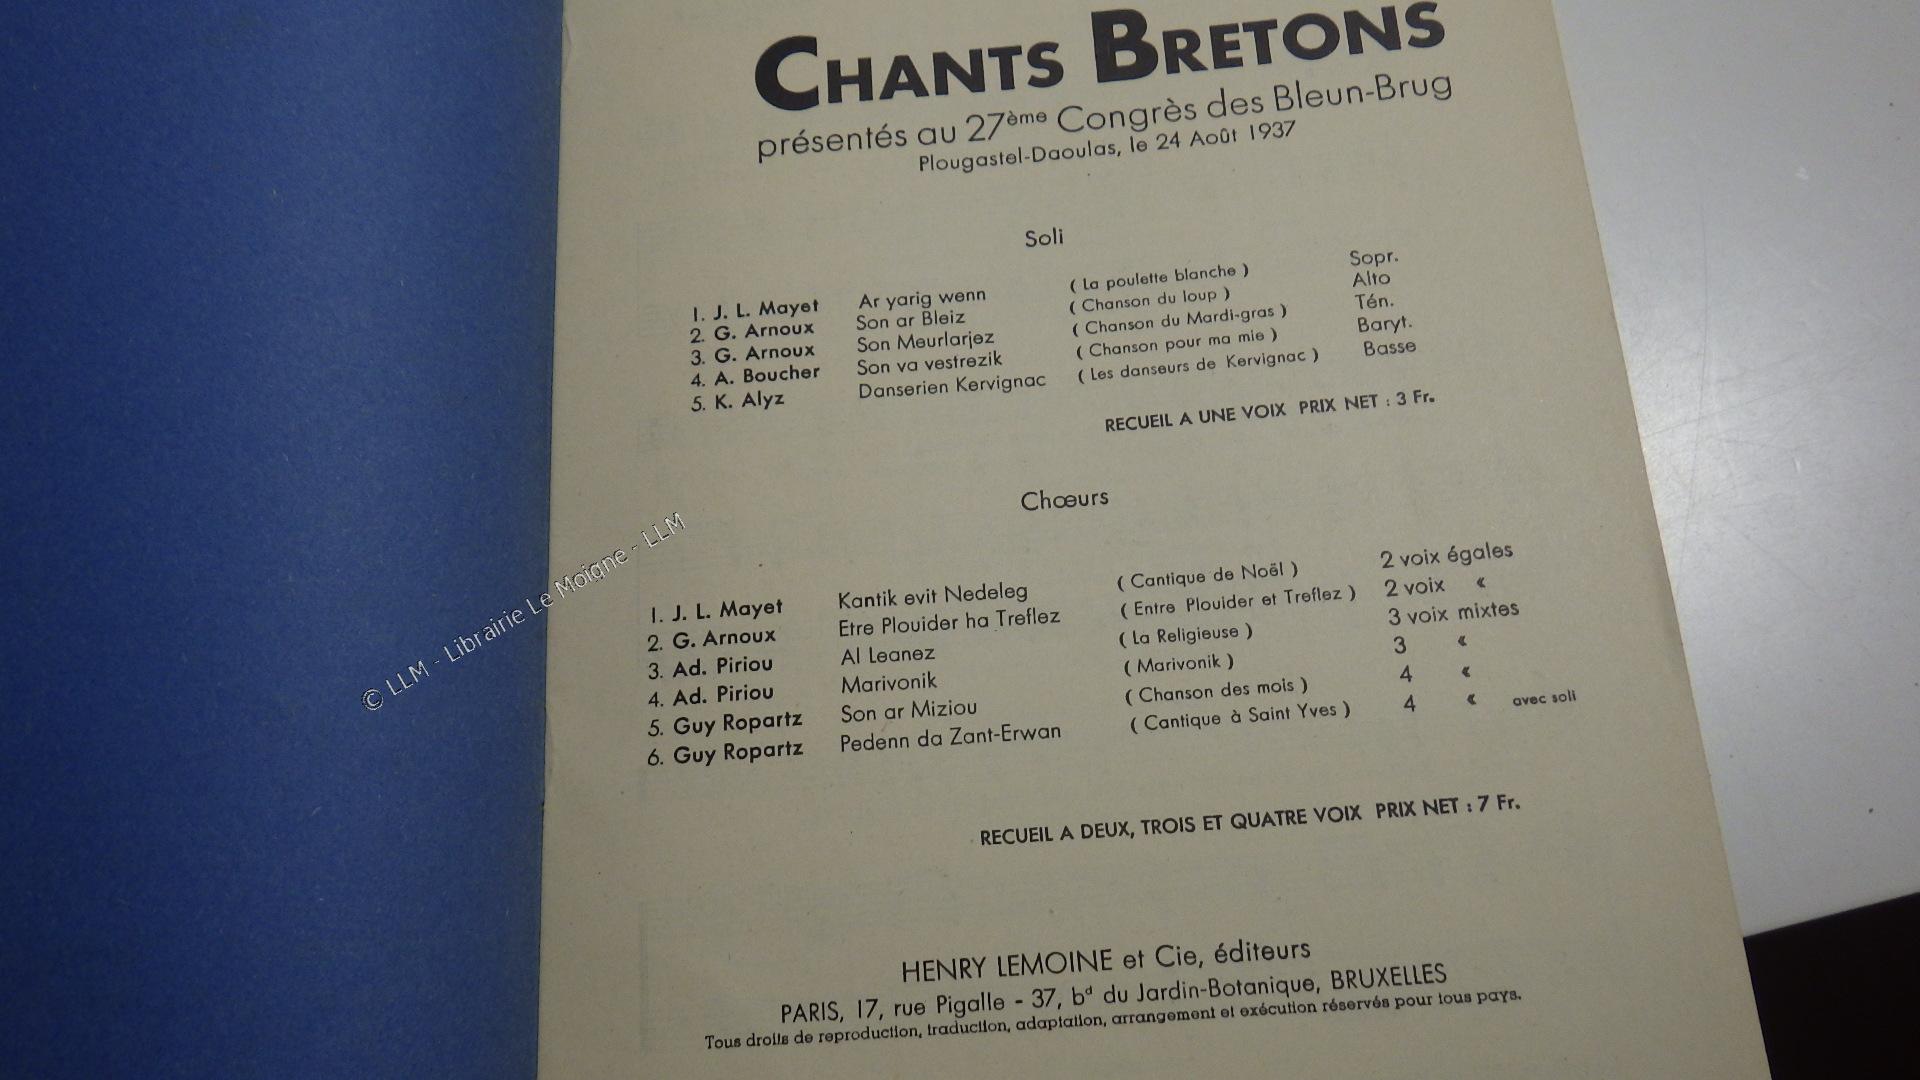 CHANTS BRETONS
présentés au 27ème Congrès des Bleun-Brug
Plougastel-Daoulas, le 24 Août 1937
Soli
1. J. L. Mayet Ar yarig wenn ( La poulette blanche ) Sopr.
2. G. Arnoux Son ar Bleiz ( Chanson du loup ) Alto
3. G. Arnoux Son Meurlarjez ( Chanson du Mardi-gras ) Tén.
4. A. Boucher Son va vestrezik ( Chanson pour ma mie ) Baryt.
5. K. Alyz Danserien Kervignac ( Les danseurs de Kervignac ) Basse
RECUEIL A UNE VOIX PRIX NET : 3 Fr.
Chœurs
1. J. L. Mayet Kantik evit Nedeleg ( Cantique de Noël ) 2 voix égales
2. G. Arnoux Etre Plouider ha Treflez ( Entre Plouider et Treflez ) 2 voix «
3. Ad. Piriou Al Leanez ( La Religieuse ) 3 voix mixtes
4. Ad. Piriou Marivonik ( Marivonik ) 3 «
5. Guy Ropartz Son ar Miziou ( Chanson des mois ) 4 «
6. Guy Ropartz Pedenn da Zant-Erwan ( Cantique à Saint Yves ) 4 « avec soli
RECUEIL A DEUX, TROIS ET QUATRE VOIX PRIX NET : 7 Fr.
HENRY LEMOINE et Cie, éditeurs
PARIS, 17, rue Pigalle - 37, bd du Jardin-Botanique, BRUXELLES
Tous droits de reproduction, traduction, adaptation, arrangement et exécution réservés pour tous pays.
© LLM - Librairie Le Moigne - LLM